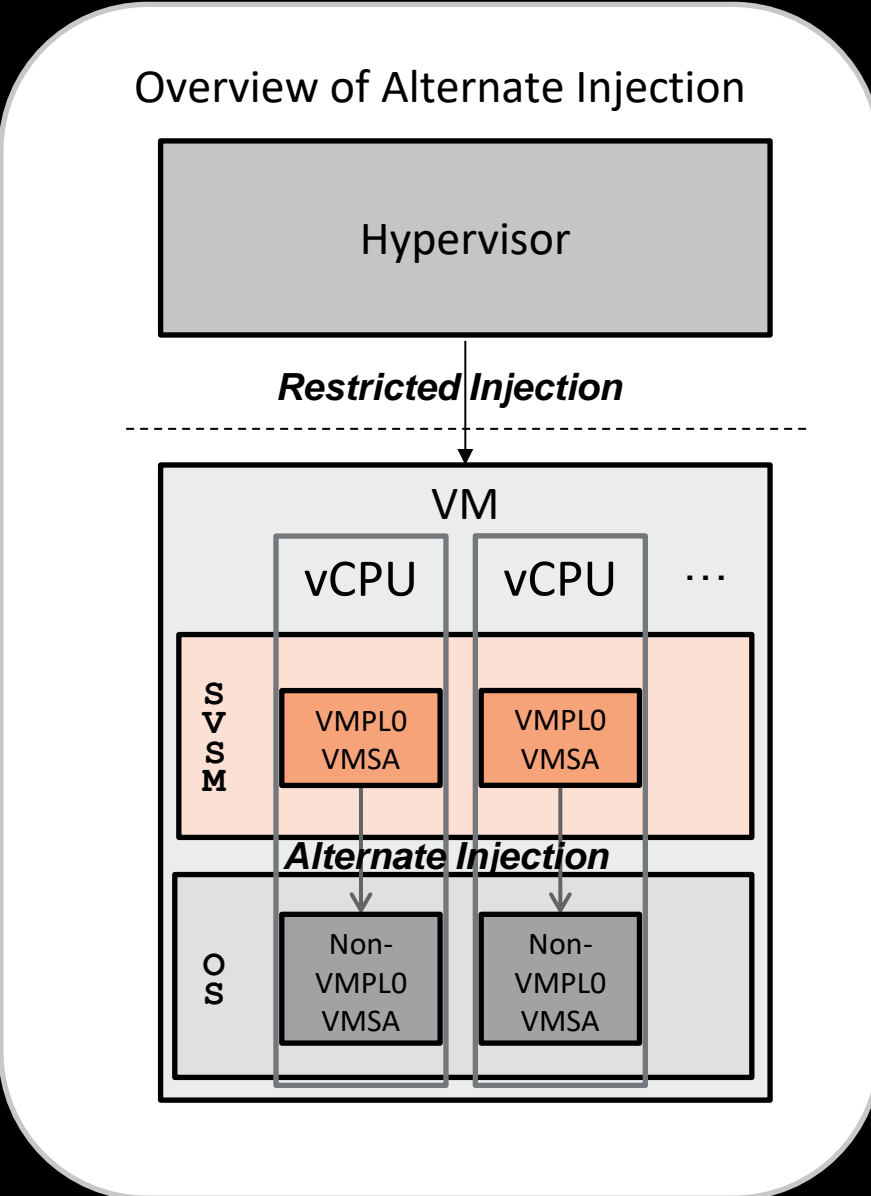 Overview of Alternate Injection
Hypervisor
Restricted Injection
VM
vCPU
vCPU
...
S
V
S
M
VMPL0
VMSA
VMPL0
VMSA
Alternate Injection
O
S
Non-
VMPL0
VMSA
Non-
VMPL0
VMSA